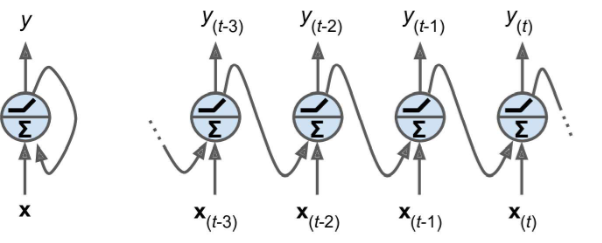 y y(t-3) y(t-2) y(t-1) y(t)
Σ Σ Σ Σ Σ
x x(t-3) x(t-2) x(t-1) x(t)